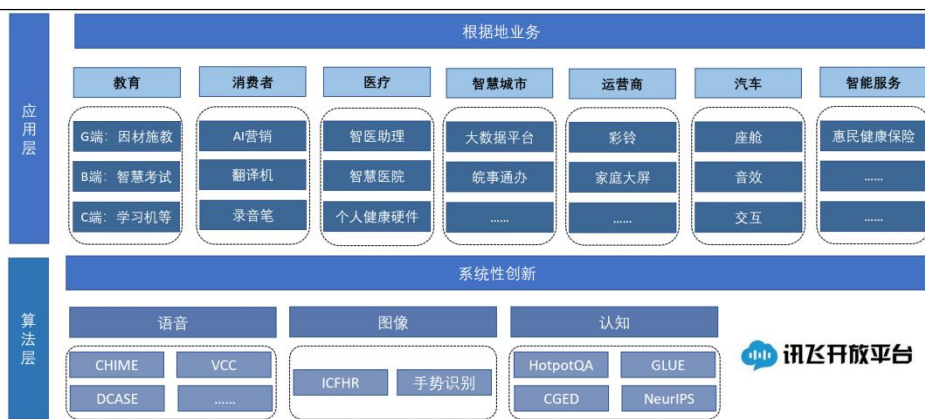 应用层
根据地业务
教育
消费者
医疗
智慧城市
运营商
汽车
智能服务
G端：因材施教
AI营销
智医助理
大数据平台
彩铃
座舱
惠民健康保险
B端：智慧考试
翻译机
智慧医院
皖事通办
家庭大屏
音效
……
C端：学习机等
录音笔
个人健康硬件
……
……
交互
……
算法层
系统性创新
语音
图像
认知
CHIME
VCC
ICFHR
手势识别
HotpotQA
GLUE
DCASE
……
CGED
NeurIPS
讯飞开放平台